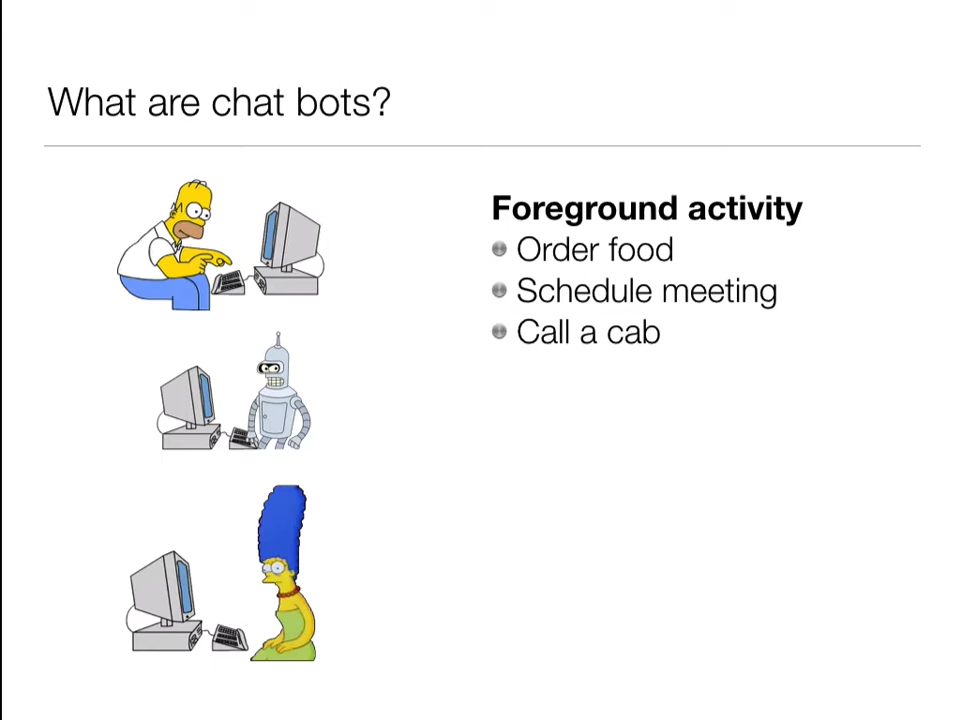 What are chat bots?
Foreground activity
Order food
Schedule meeting
Call a cab